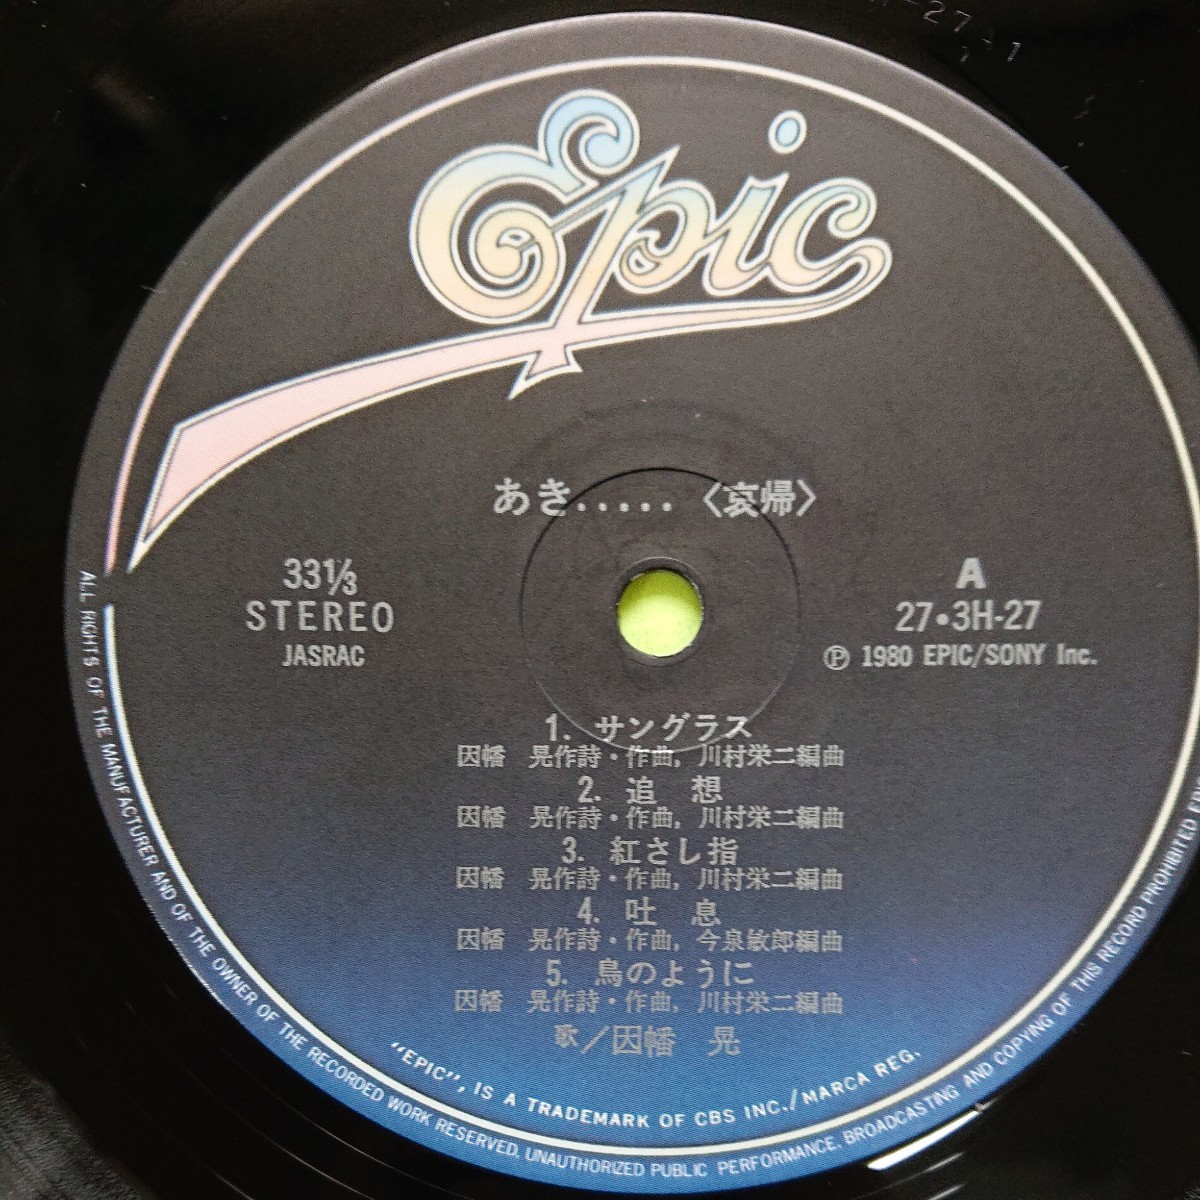 27-1
Epic
あき.....〈哀帰〉
33⅓
STEREO
JASRAC
A
27•3H-27
Ⓟ 1980 EPIC/SONY Inc.
1. サングラス
因幡 晃作詩・作曲, 川村栄二編曲
2. 追 想
因幡 晃作詩・作曲, 川村栄二編曲
3. 紅さし指
因幡 晃作詩・作曲, 川村栄二編曲
4. 吐 息
因幡 晃作詩・作曲, 今泉敏郎編曲
5. 鳥のように
因幡 晃作詩・作曲, 川村栄二編曲
歌／因幡 晃
"EPIC", IS A TRADEMARK OF CBS INC./MARCA REG.
ALL RIGHTS OF THE MANUFACTURER AND OF THE OWNER OF THE RECORDED WORK RESERVED. UNAUTHORIZED PUBLIC PERFORMANCE. BROADCASTING AND COPYING OF THIS RECORD PROHIBITED